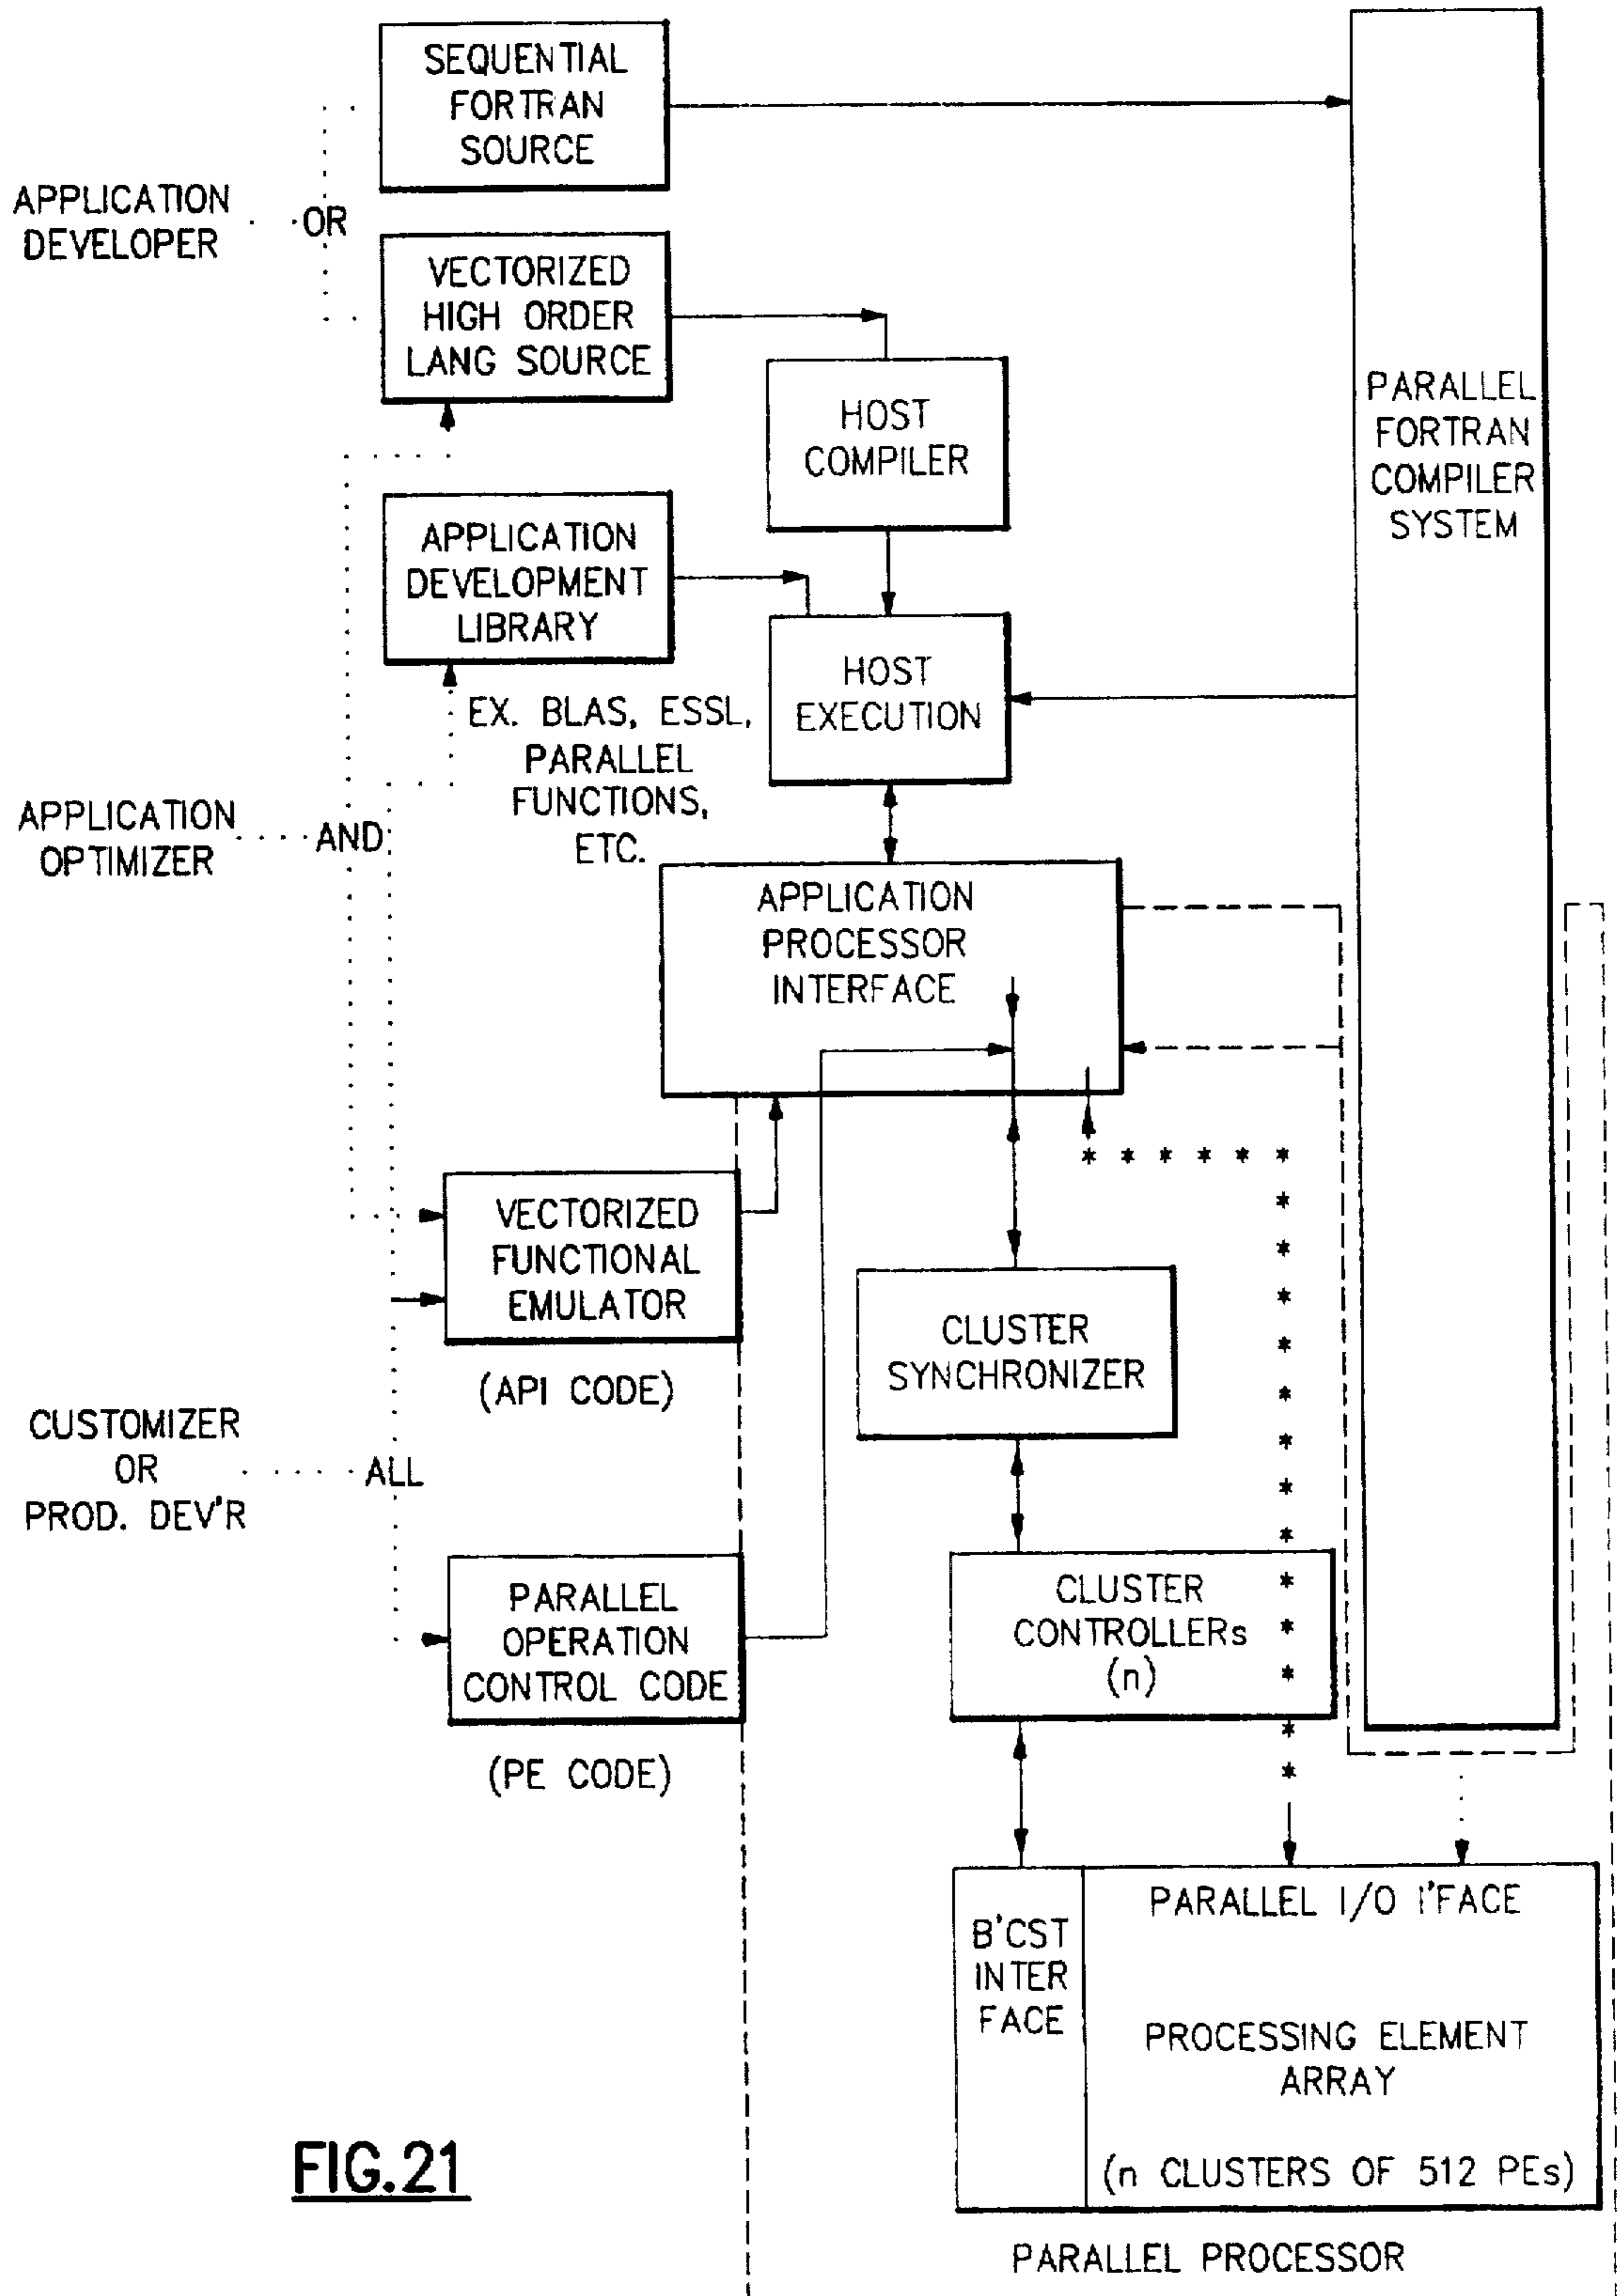 SEQUENTIAL
FORTRAN
SOURCE
APPLICATION
DEVELOPER
OR
VECTORIZED
HIGH ORDER
LANG SOURCE
HOST
COMPILER
PARALLEL
FORTRAN
COMPILER
SYSTEM
APPLICATION
DEVELOPMENT
LIBRARY
HOST
EXECUTION
EX. BLAS, ESSL,
PARALLEL
FUNCTIONS,
ETC.
APPLICATION
OPTIMIZER
AND
APPLICATION
PROCESSOR
INTERFACE
VECTORIZED
FUNCTIONAL
EMULATOR
(API CODE)
CLUSTER
SYNCHRONIZER
CUSTOMIZER
OR
PROD. DEV'R
ALL
PARALLEL
OPERATION
CONTROL CODE
(PE CODE)
CLUSTER
CONTROLLERs
(n)
B'CST
INTER
FACE
PARALLEL I/O I'FACE
PROCESSING ELEMENT
ARRAY
(n CLUSTERS OF 512 PEs)
PARALLEL PROCESSOR
FIG.21